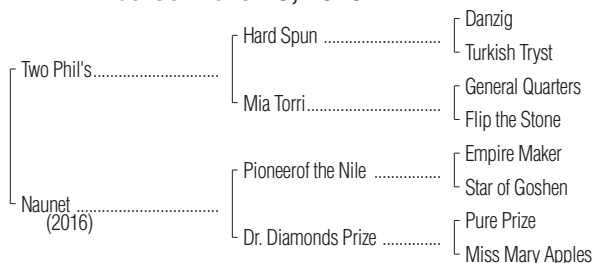 Hard Spun ........................ Danzig
Turkish Tryst
Two Phil's..............................
Mia Torri................................ General Quarters
Flip the Stone
Pioneerof the Nile ................ Empire Maker
Star of Goshen
Naunet ..................................
(2016)
Dr. Diamonds Prize .............. Pure Prize
Miss Mary Apples